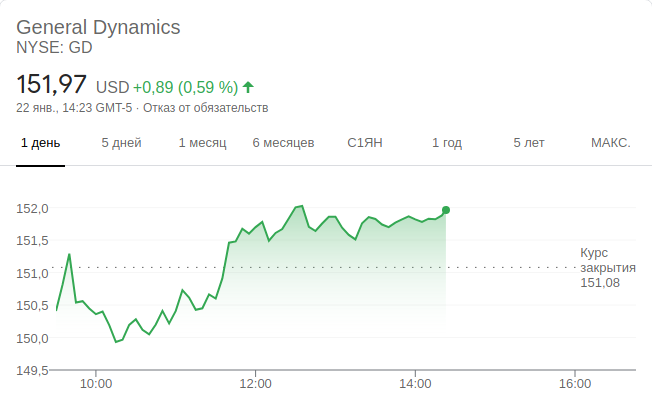 General Dynamics
NYSE: GD
151,97 USD +0,89 (0,59 %)
22 янв., 14:23 GMT-5 · Отказ от обязательств
1 день 5 дней 1 месяц 6 месяцев С1ЯН 1 год 5 лет МАКС.
152,0
151,5
151,0
150,5
150,0
149,5
Курс
закрытия
151,08
10:00 12:00 14:00 16:00